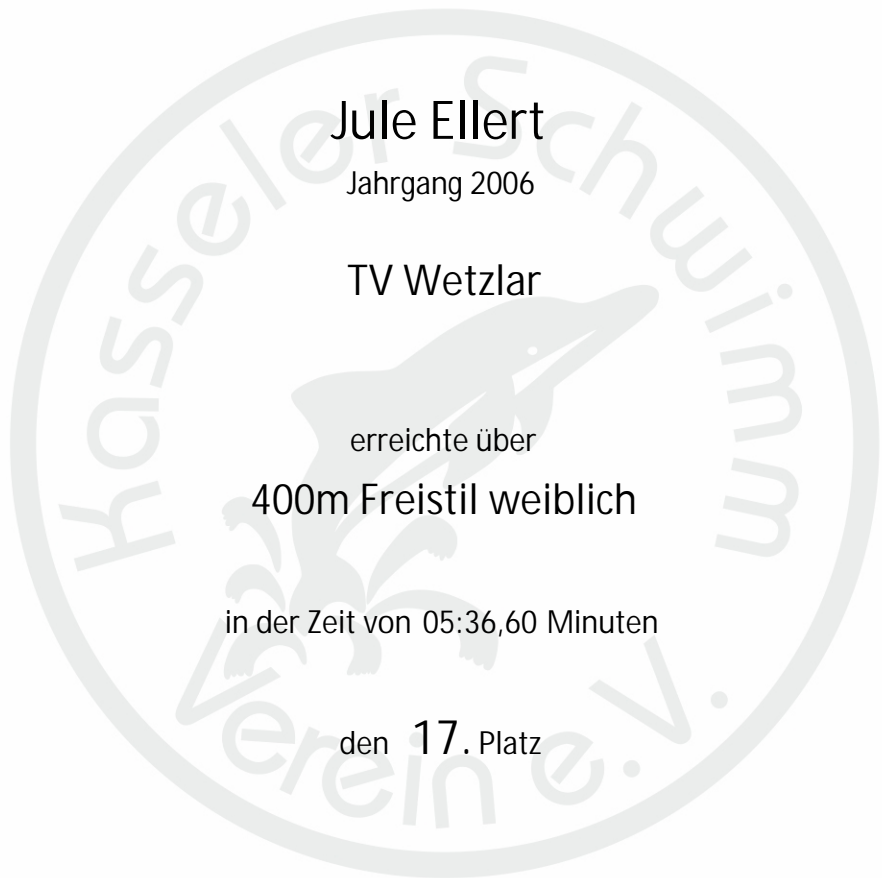 Jule Ellert
Jahrgang 2006
TV Wetzlar
erreichte über
400m Freistil weiblich
in der Zeit von 05:36,60 Minuten
den 17. Platz
Kasseler Schwimm
Verein e.V.